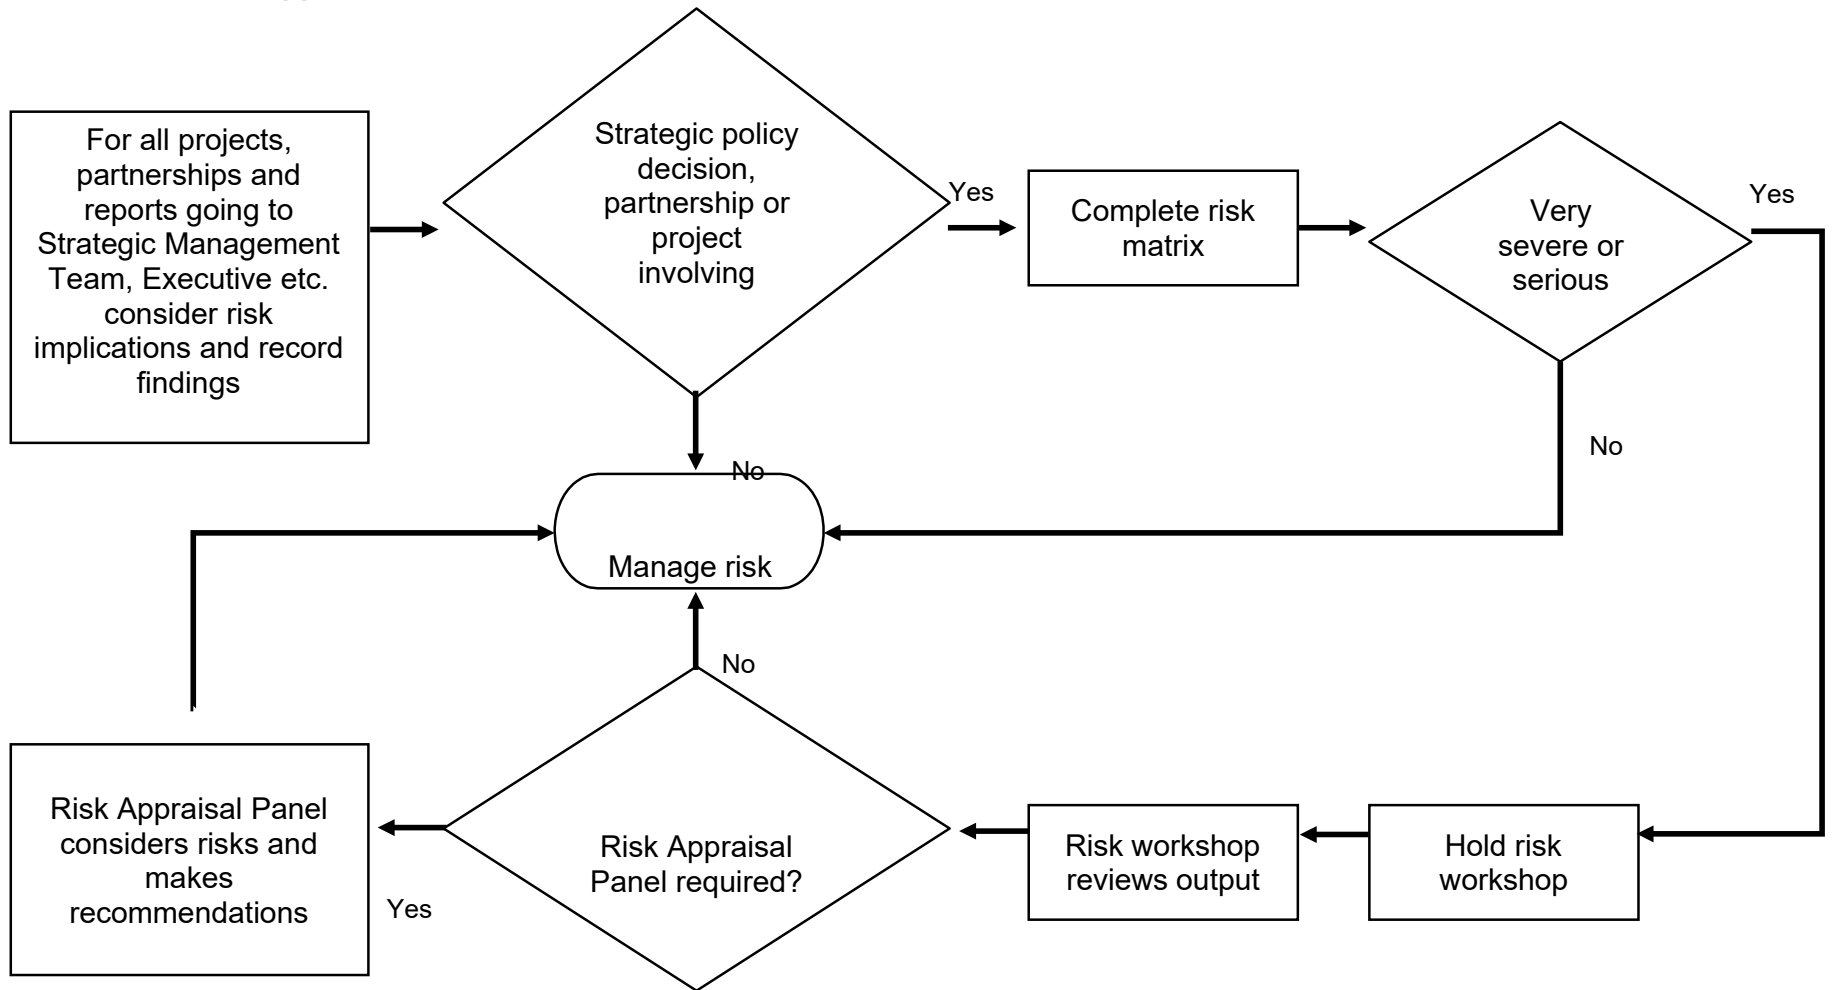 For all projects,
partnerships and
reports going to
Strategic Management
Team, Executive etc.
consider risk
implications and record
findings
Strategic policy
decision,
partnership or
project
involving
Yes
Complete risk
matrix
Very
severe or
serious
Yes
No
No
Manage risk
No
Risk Appraisal Panel
considers risks and
makes
recommendations
Yes
Risk Appraisal
Panel required?
Risk workshop
reviews output
Hold risk
workshop